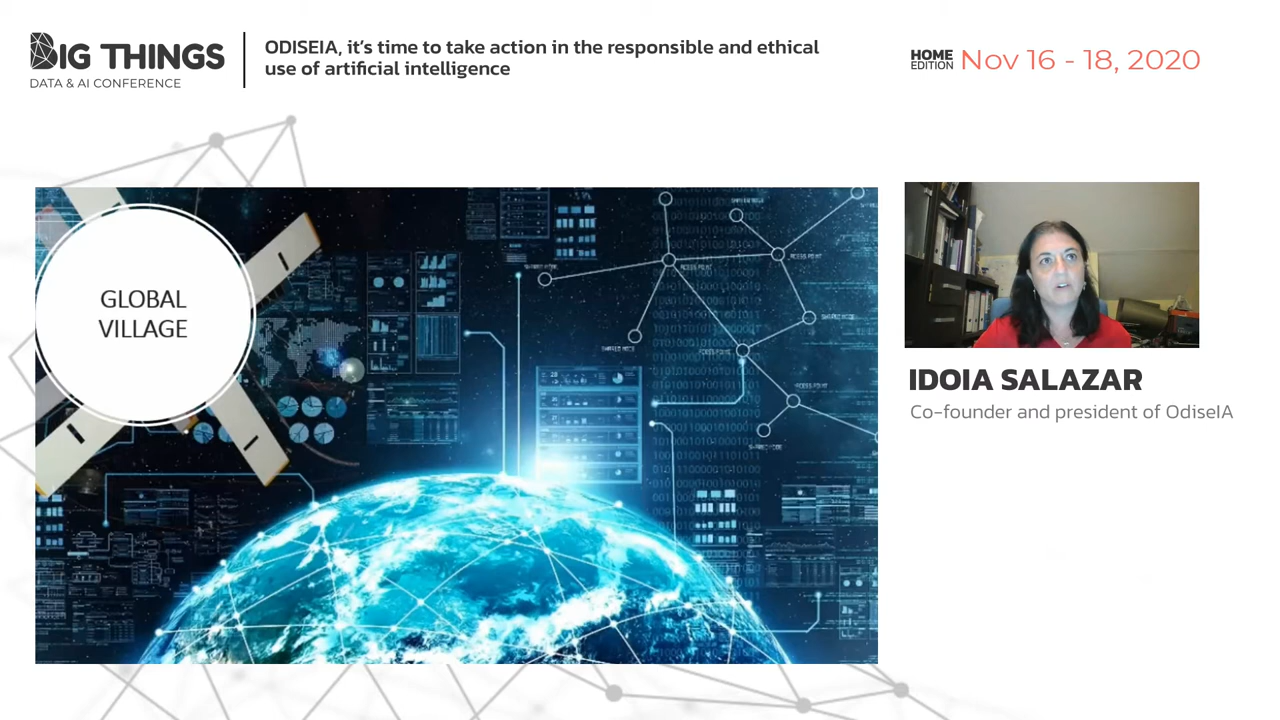 BIG THINGS
DATA & AI CONFERENCE
ODISEIA, it's time to take action in the responsible and ethical
use of artificial intelligence
HOME
EDITION
Nov 16 - 18, 2020
GLOBAL
VILLAGE
IDOIA SALAZAR
Co-founder and president of OdiseIA